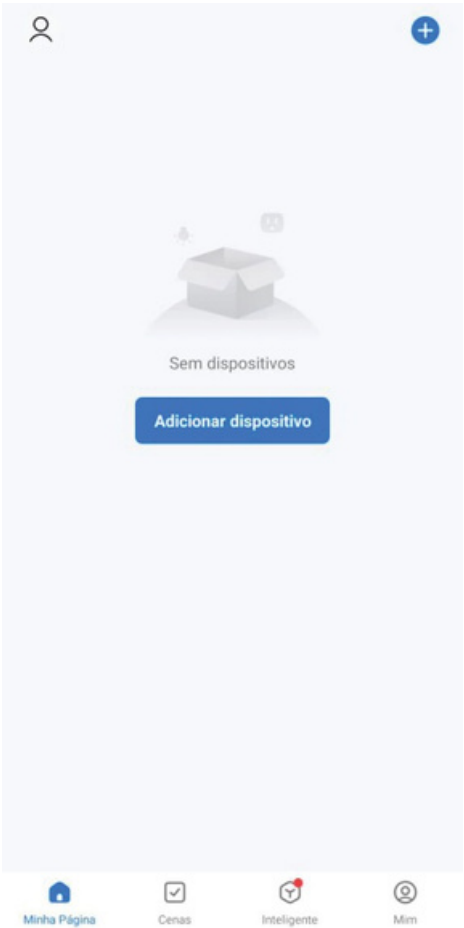 Sem dispositivos
Adicionar dispositivo
Minha Página
Cenas
Inteligente
Mim